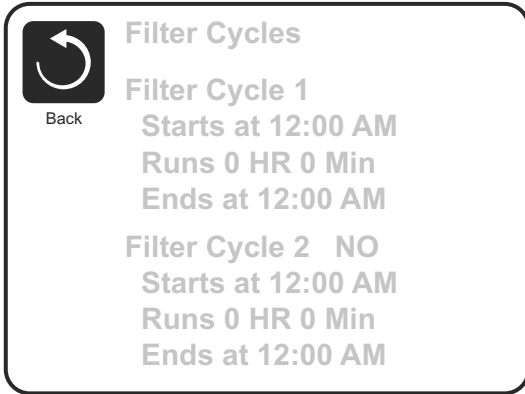 Filter Cycles
Back
Filter Cycle 1
Starts at 12:00 AM
Runs 0 HR 0 Min
Ends at 12:00 AM
Filter Cycle 2 NO
Starts at 12:00 AM
Runs 0 HR 0 Min
Ends at 12:00 AM